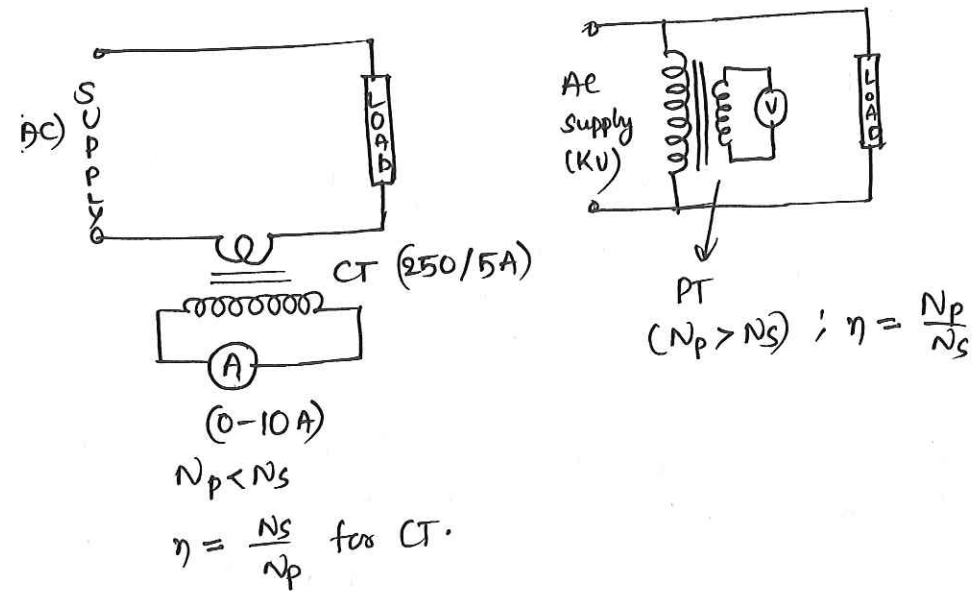 AC)
SUPPLY
LOAD
CT (250/5A)
A
(0-10A)
Np<Ns
η = Ns/Np for CT.
AC
Supply
(KV)
V
LOAD
PT
(Np > Ns) ; η = Np/Ns